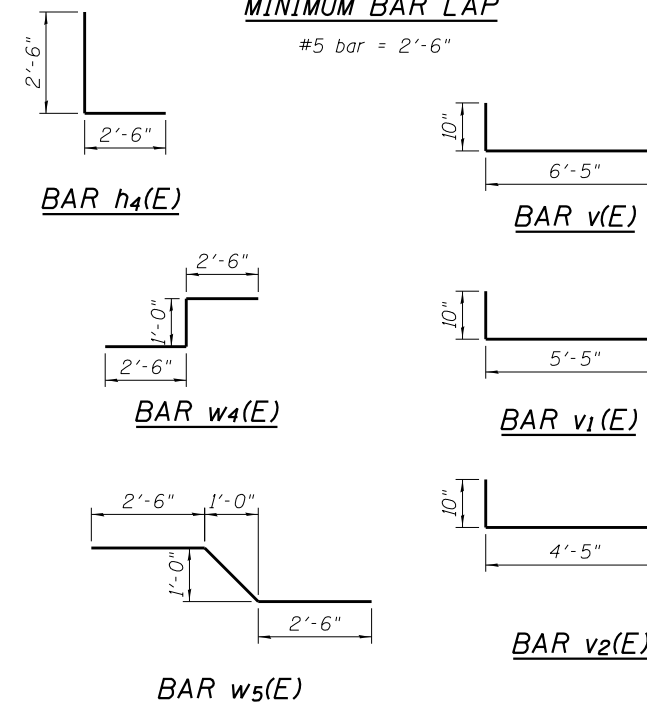 MINIMUM BAR LAP
#5 bar = 2'-6"
2'-6"
2'-6"
BAR h4(E)
10"
6'-5"
BAR v(E)
2'-6"
1'-0"
2'-6"
BAR w4(E)
10"
5'-5"
BAR v1(E)
2'-6"
1'-0"
1'-0"
2'-6"
BAR w5(E)
10"
4'-5"
BAR v2(E)